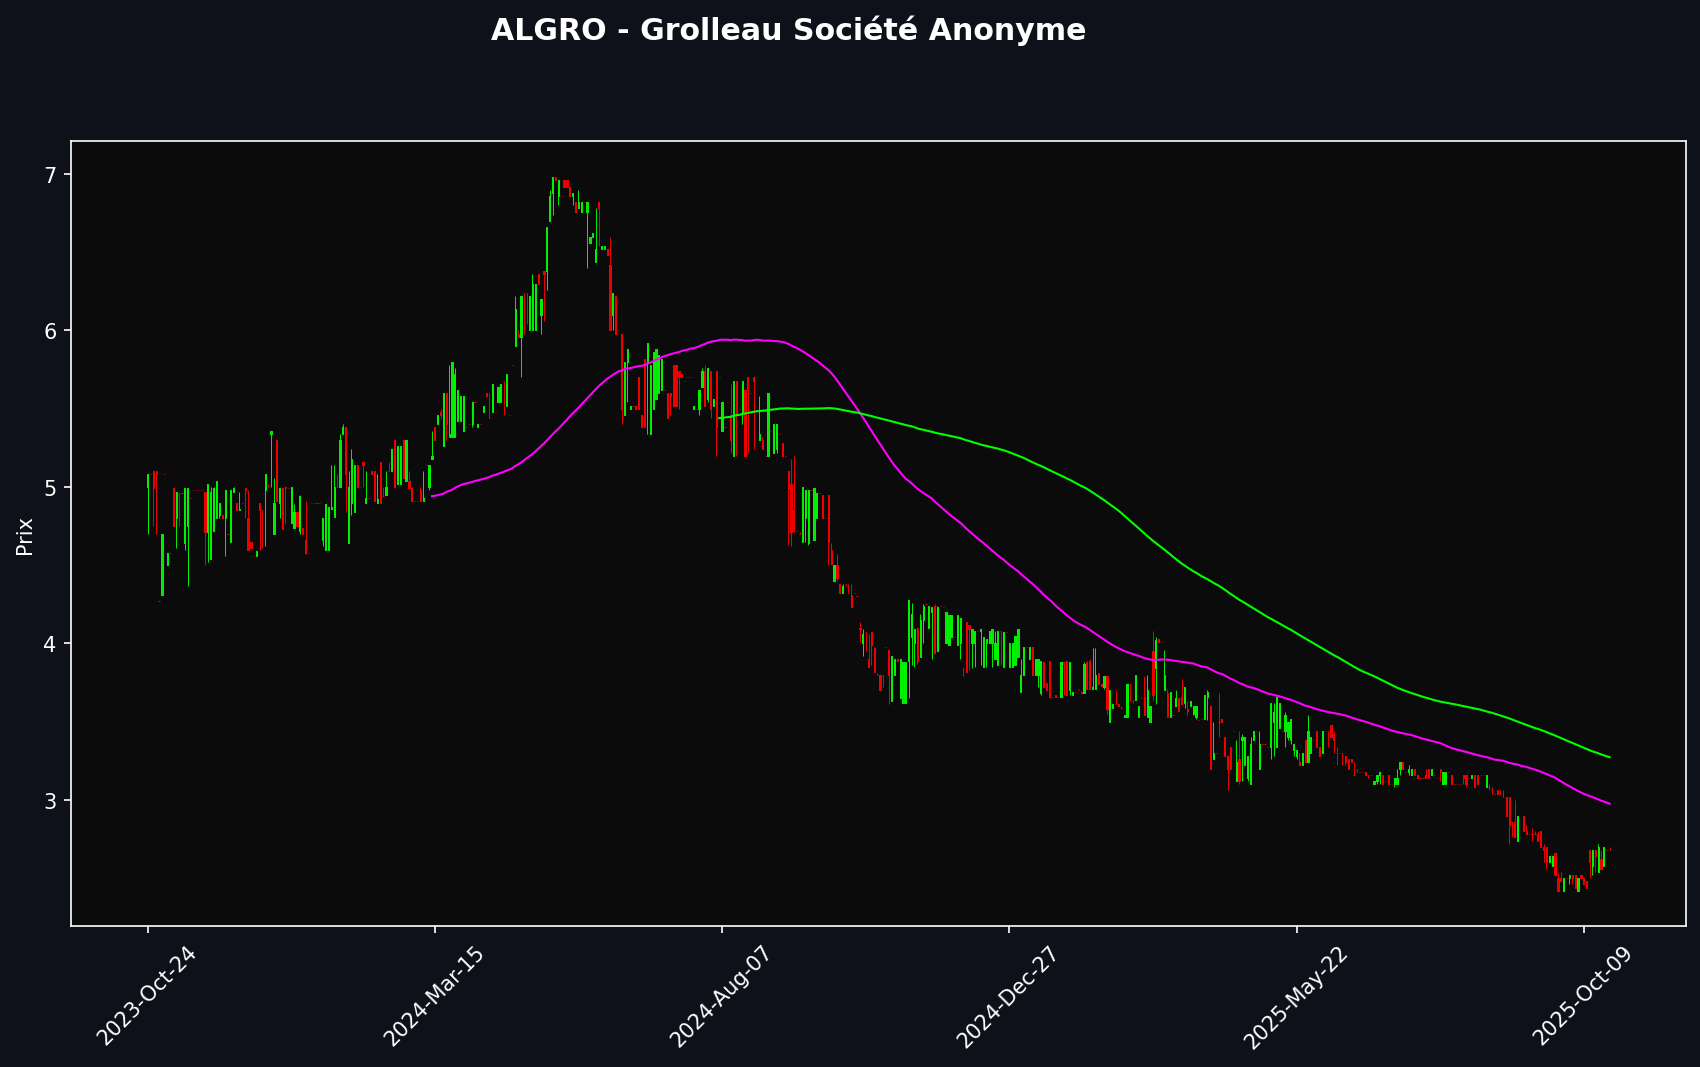 ALGRO - Grolleau Société Anonyme
Prix
7
6
5
4
3
2023-Oct-24
2024-Mar-15
2024-Aug-07
2024-Dec-27
2025-May-22
2025-Oct-09